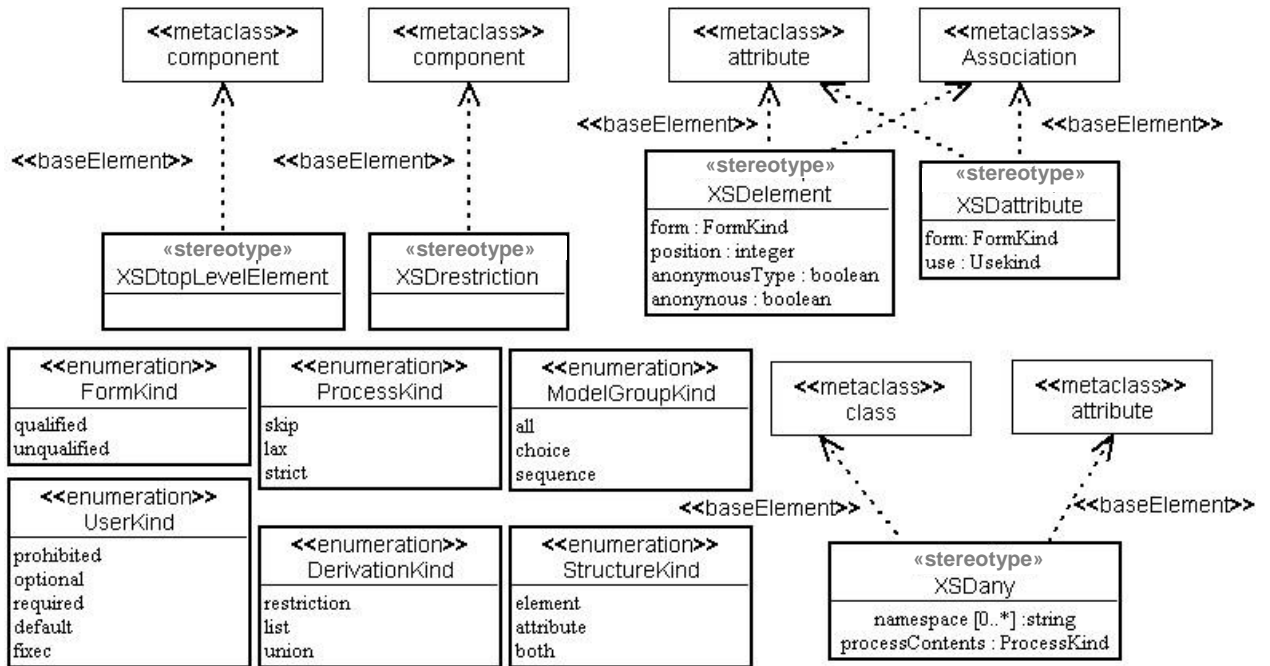 <<metaclass>>
component
<<metaclass>>
component
<<metaclass>>
attribute
<<metaclass>>
Association
<<baseElement>>
<<baseElement>>
<<baseElement>>
<<baseElement>>
«stereotype»
XSDtopLevelElement
«stereotype»
XSDrestriction
«stereotype»
XSDelement
form : FormKind
position : integer
anonymousType : boolean
anonynous : boolean
«stereotype»
XSDattribute
form: FormKind
use : Usekind
<<enumeration>>
FormKind
qualified
unqualified
<<enumeration>>
ProcessKind
skip
lax
strict
<<enumeration>>
ModelGroupKind
all
choice
sequence
<<metaclass>>
class
<<metaclass>>
attribute
<<enumeration>>
UserKind
prohibited
optional
required
default
fixec
<<enumeration>>
DerivationKind
restriction
list
union
<<enumeration>>
StructureKind
element
attribute
both
<<baseElement>>
<<baseElement>>
«stereotype»
XSDany
namespace [0..*] :string
processContents : ProcessKind